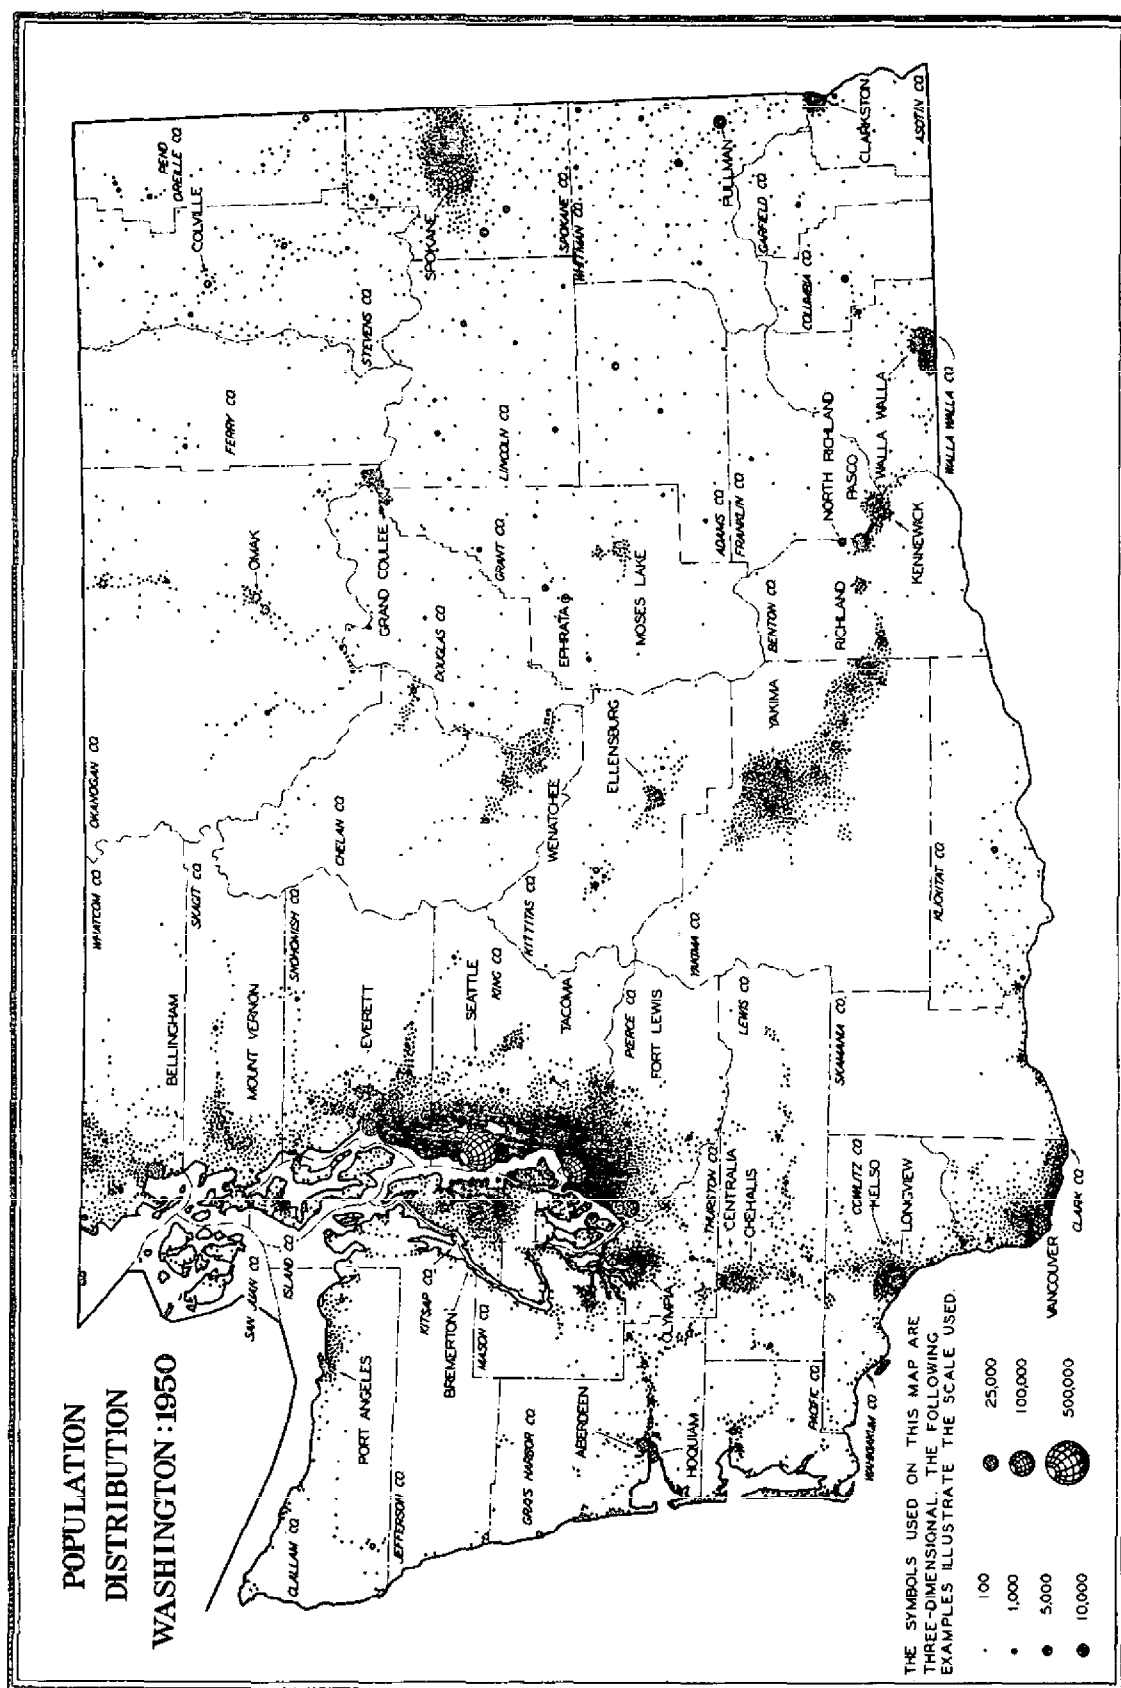 POPULATION
DISTRIBUTION
WASHINGTON : 1950
WHATCOM CO.
OKANOGAN CO.
PEND
OREILLE CO.
COLVILLE
BELLINGHAM
SKAGIT CO.
FERRY CO.
STEVENS CO.
SAN JUAN CO.
ISLAND CO.
MOUNT VERNON
SNOHOMISH CO.
CHELAN CO.
OMAK
GRAND COULEE
SPOKANE
CLALLAM CO.
PORT ANGELES
EVERETT
DOUGLAS CO.
LINCOLN CO.
SPOKANE CO.
WHITMAN CO.
JEFFERSON CO.
KITSAP CO.
BREMERTON
MASON CO.
SEATTLE
KING CO.
KITTITAS CO.
WENATCHEE
GRANT CO.
EPHRATA
GRAYS HARBOR CO.
ABERDEEN
TACOMA
ELLENSBURG
MOSES LAKE
HOQUIAM
OLYMPIA
PIERCE CO.
FORT LEWIS
YAKIMA CO.
ADAMS CO.
FRANKLIN CO.
PULLMAN
GARFIELD CO.
COLUMBIA CO.
THURSTON CO.
CENTRALIA
CHEHALIS
LEWIS CO.
YAKIMA
BENTON CO.
RICHLAND
NORTH RICHLAND
PASCO
WALLA WALLA
CLARKSTON
ASOTIN CO.
PACIFIC CO.
WAHKIAKUM CO.
COWLITZ CO.
KELSO
LONGVIEW
SKAMANIA CO.
KLICKITAT CO.
KENNEWICK
WALLA WALLA CO.
VANCOUVER
CLARK CO.
THE SYMBOLS USED ON THIS MAP ARE
THREE-DIMENSIONAL. THE FOLLOWING
EXAMPLES ILLUSTRATE THE SCALE USED.
100
1,000
5,000
10,000
25,000
100,000
500,000